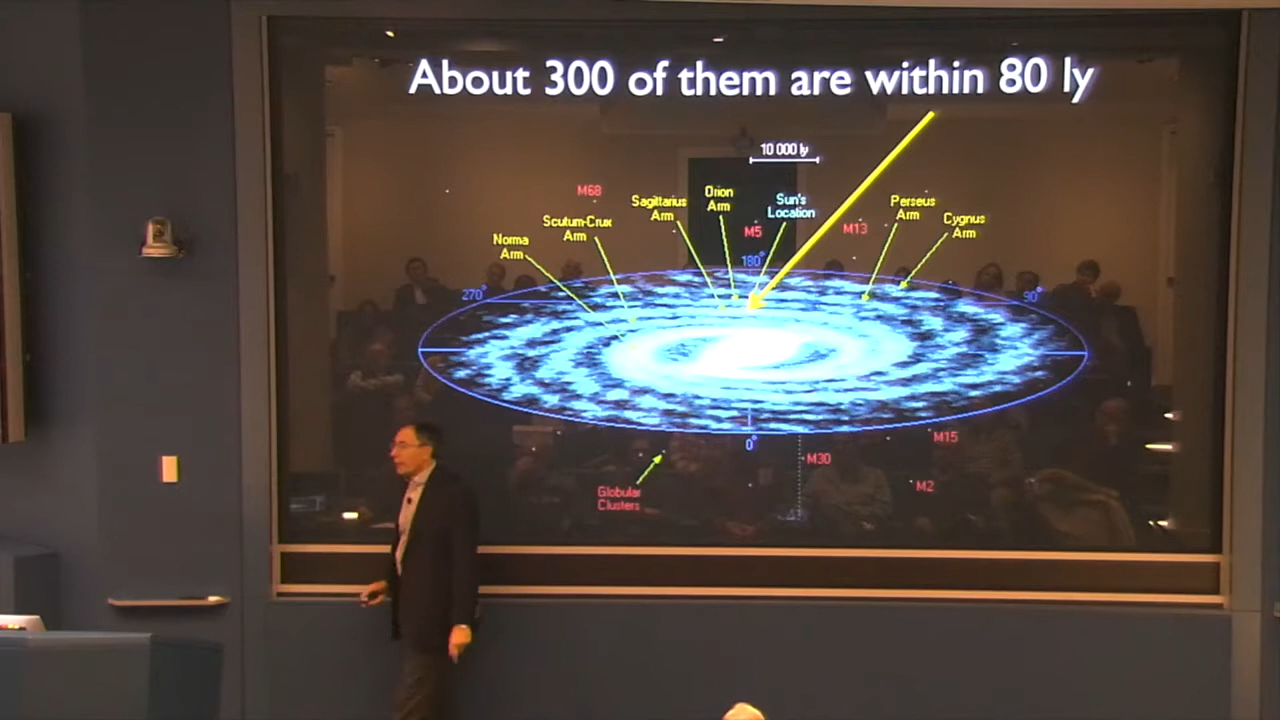 About 300 of them are within 80 ly
10 000 ly
M68
Sagittarius
Arm
Orion
Arm
Sun's
Location
Scutum-Crux
Arm
M5
M13
Perseus
Arm
Cygnus
Arm
Norma
Arm
180°
270°
90°
0°
M15
M30
M2
Globular
Clusters